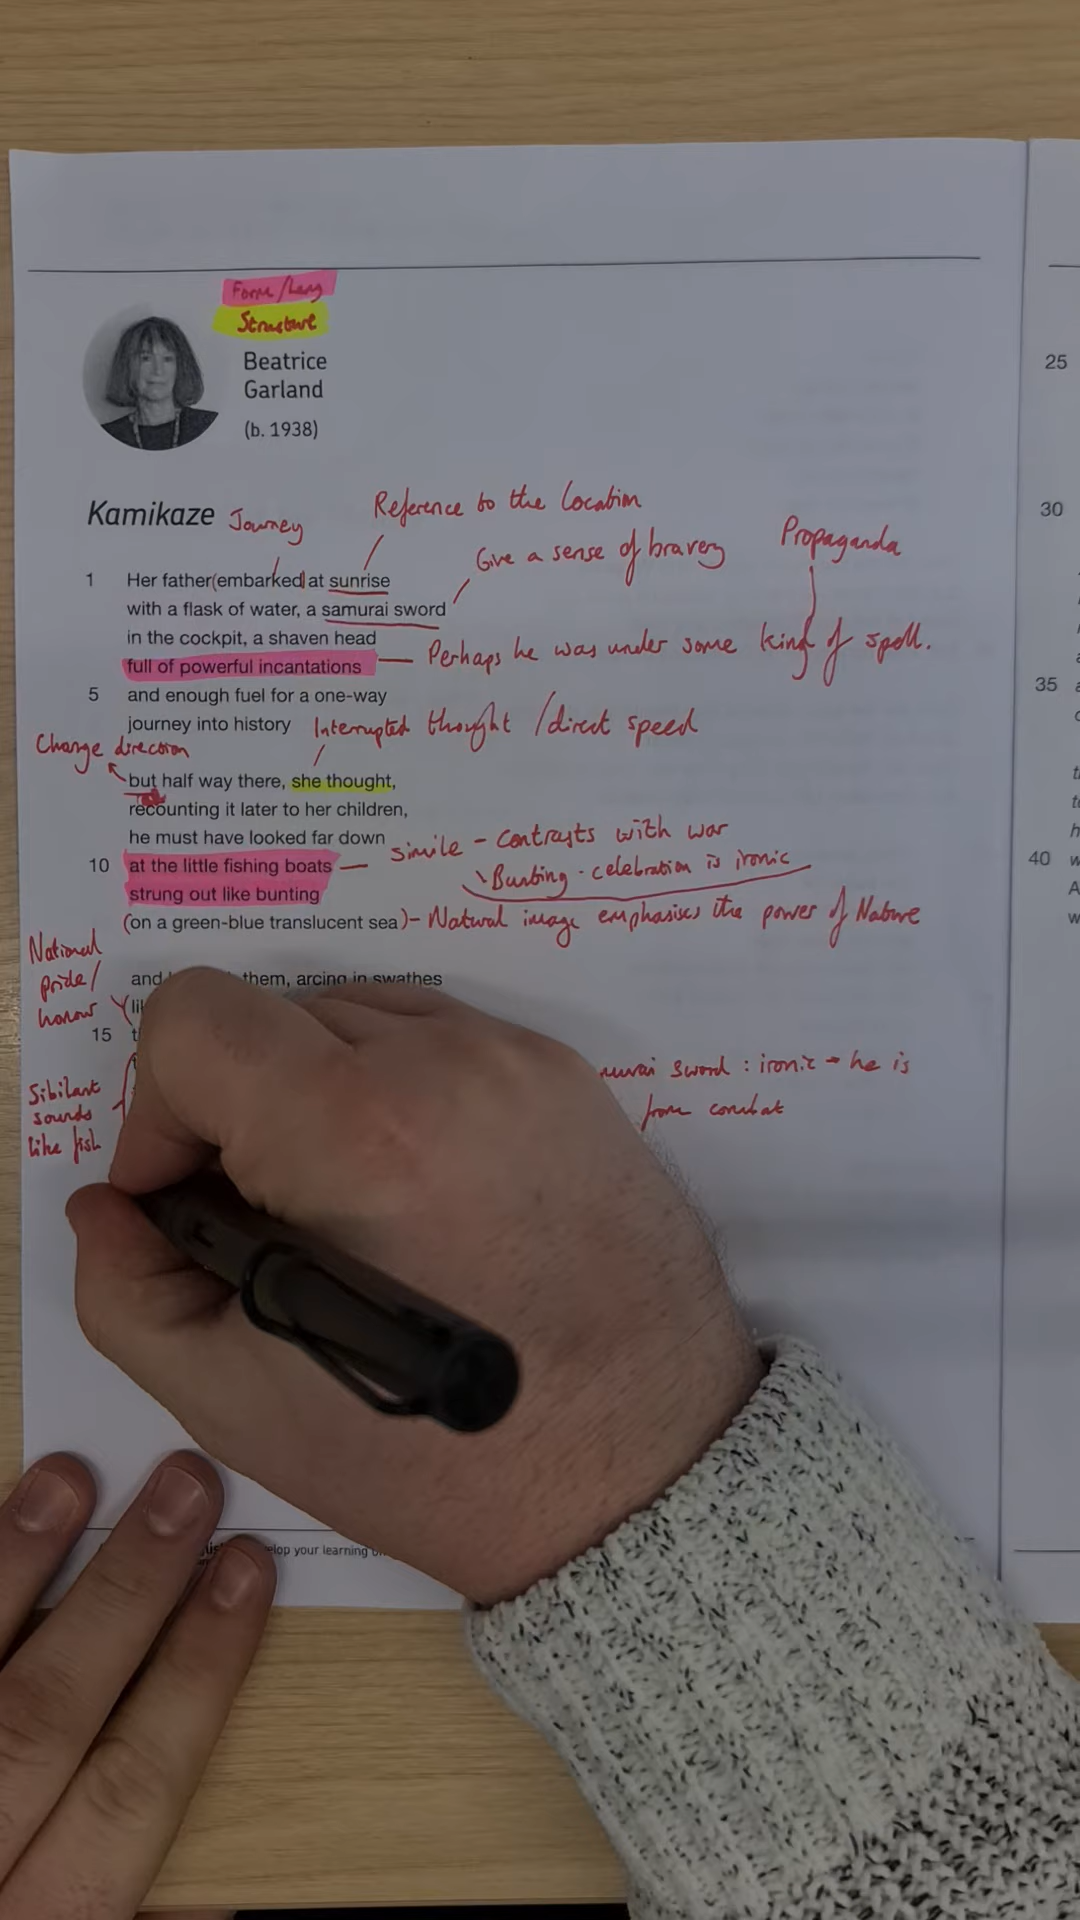 Form/Lang
Structure
Beatrice
Garland
(b. 1938)
Kamikaze
Journey
Reference to the location
Give a sense of bravery
Propaganda
1 Her father (embarked) at sunrise
with a flask of water, a samurai sword
in the cockpit, a shaven head
full of powerful incantations
Perhaps he was under some kind of spell.
5 and enough fuel for a one-way
journey into history
Interrupted thought / direct speed
Change direction
but half way there, she thought,
recounting it later to her children,
he must have looked far down
simile - contrasts with war
10 at the little fishing boats
Bunting - celebration is ironic
strung out like bunting
(on a green-blue translucent sea) - Natural image emphasises the power of Nature
National
pride/
honour
and them, arcing in swathes
15
sword : ironic - he is
from combat
Sibilant
sounds
like fish
elop your learning
25
30
35
40